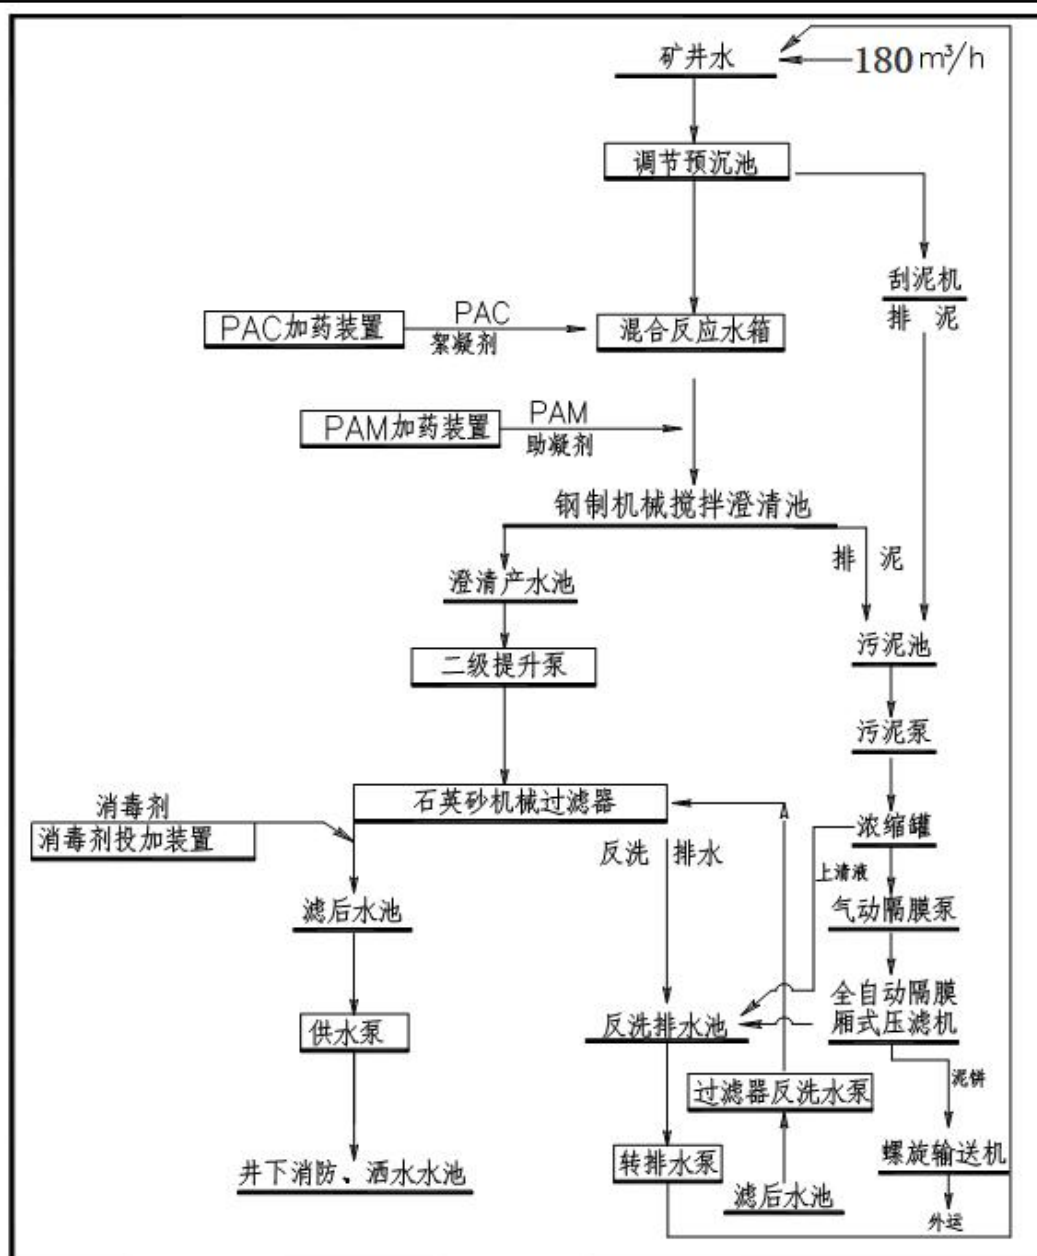 矿井水
180 m³/h
调节预沉池
刮泥机
排 泥
PAC加药装置
PAC
絮凝剂
混合反应水箱
PAM加药装置
PAM
助凝剂
钢制机械搅拌澄清池
排 泥
澄清产水池
二级提升泵
污泥池
污泥泵
石英砂机械过滤器
消毒剂
消毒剂投加装置
反洗 排水
浓缩罐
上清液
滤后水池
气动隔膜泵
全自动隔膜
厢式压滤机
供水泵
反洗排水池
泥饼
过滤器反洗水泵
井下消防、洒水水池
转排水泵
滤后水池
螺旋输送机
外运